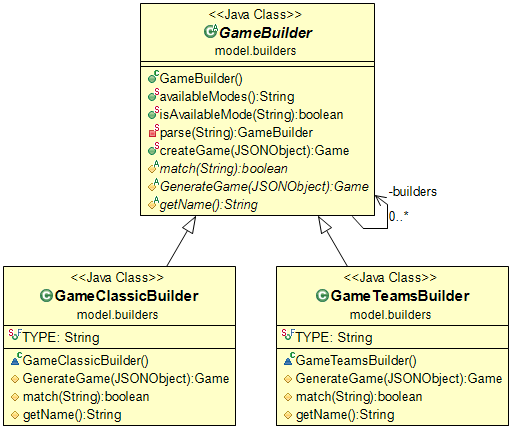 <<Java Class>>
GameBuilder
model.builders
GameBuilder()
availableModes():String
isAvailableMode(String):boolean
parse(String):GameBuilder
createGame(JSONObject):Game
match(String):boolean
GenerateGame(JSONObject):Game
getName():String
-builders
0..*
<<Java Class>>
GameClassicBuilder
model.builders
TYPE: String
GameClassicBuilder()
GenerateGame(JSONObject):Game
match(String):boolean
getName():String
<<Java Class>>
GameTeamsBuilder
model.builders
TYPE: String
GameTeamsBuilder()
GenerateGame(JSONObject):Game
match(String):boolean
getName():String